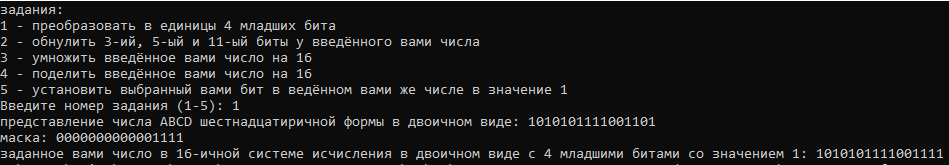 задания:
1 - преобразовать в единицы 4 младших бита
2 - обнулить 3-ий, 5-ый и 11-ый биты у введённого вами числа
3 - умножить введённое вами число на 16
4 - поделить введённое вами число на 16
5 - установить выбранный вами бит в ведённом вами же числе в значение 1
Введите номер задания (1-5): 1
представление числа ABCD шестнадцатиричной формы в двоичном виде: 1010101111001101
маска: 0000000000001111
заданное вами число в 16-ичной системе исчисления в двоичном виде с 4 младшими битами со значением 1: 1010101111001111